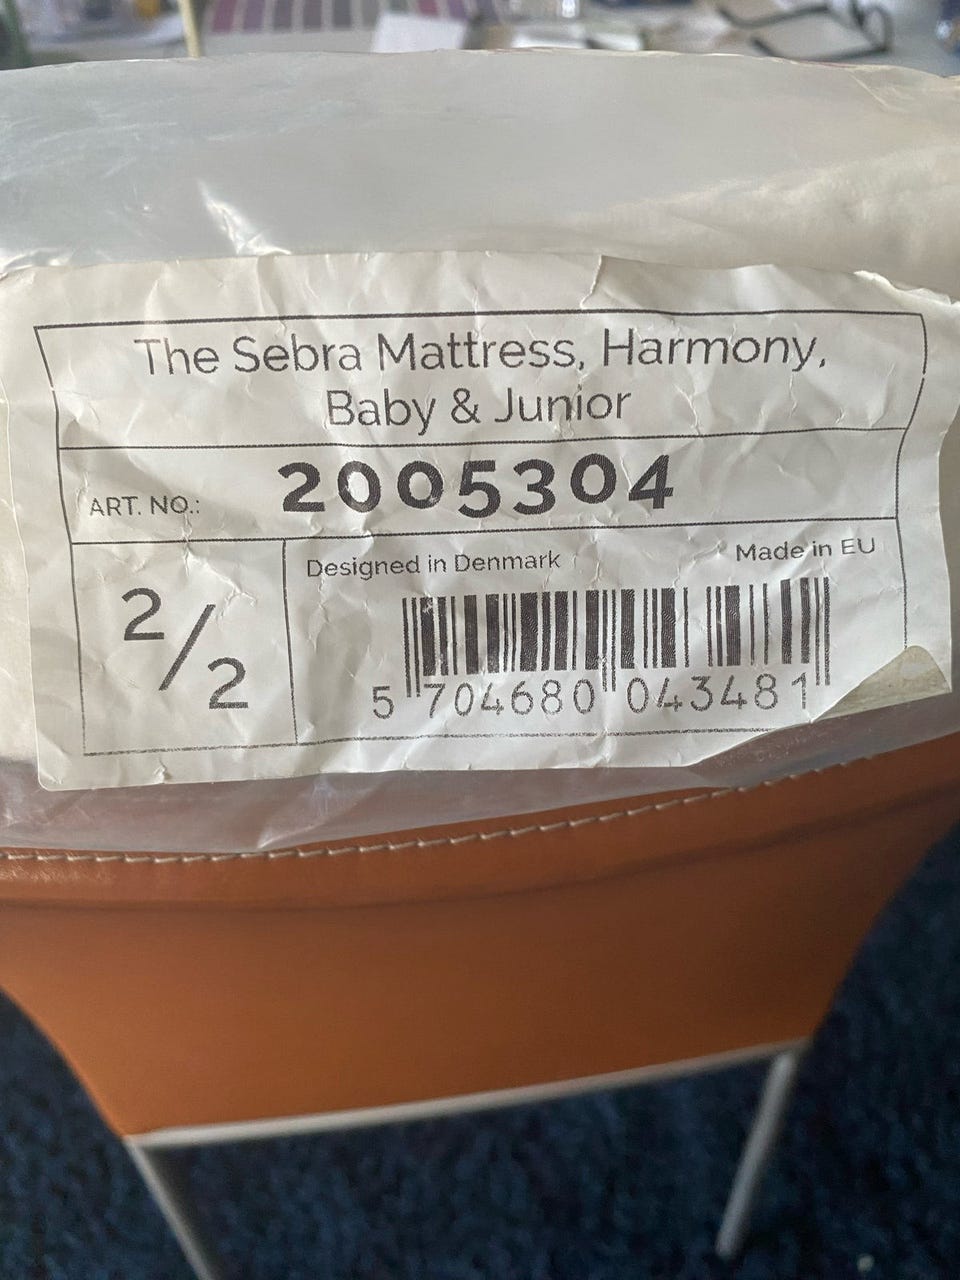 The Sebra Mattress, Harmony,
Baby & Junior
ART. NO.: 2005304
2/2
Designed in Denmark Made in EU
5 704680 043481